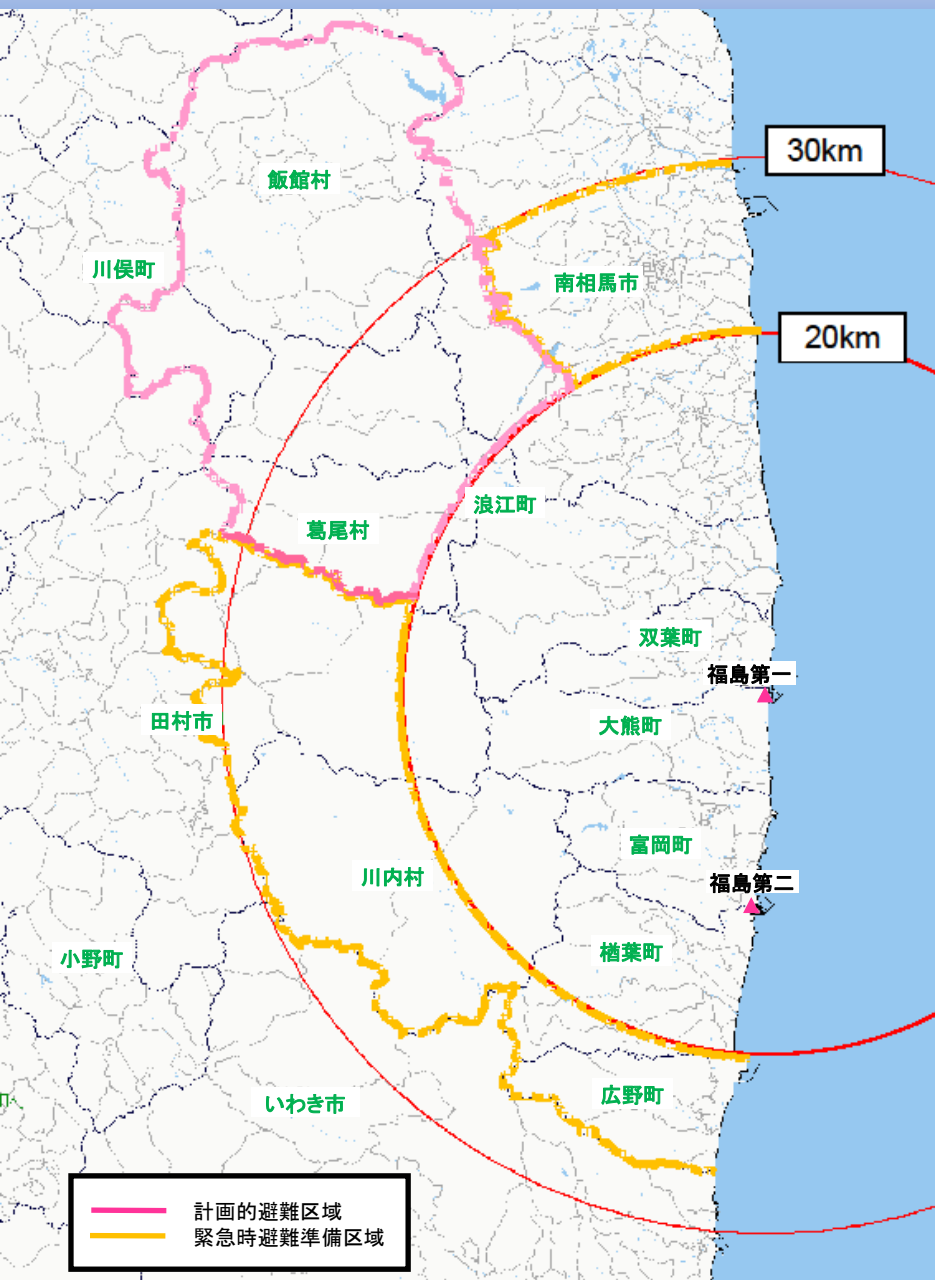 30km
飯館村
川俣町
南相馬市
20km
浪江町
葛尾村
双葉町
福島第一
田村市
大熊町
富岡町
川内村
福島第二
小野町
楢葉町
広野町
いわき市
計画的避難区域
緊急時避難準備区域